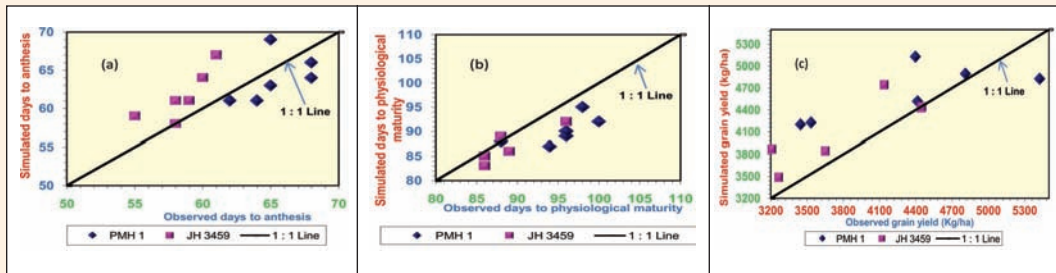 Simulated days to anthesis
70
65
60
55
50
(a)
1 : 1 Line
50
55
60
65
70
Observed days to anthesis
PMH 1
JH 3459
1 : 1 Line
Simulated days to physiological
maturity
110
105
100
95
90
85
80
(b)
1 : 1 Line
80
85
90
95
100
105
110
Observed days to physiological maturity
PMH 1
JH 3459
1 : 1 Line
Simulated grain yield (kg/ha)
5300
5000
4700
4400
4100
3800
3500
3200
(c)
1 : 1 Line
3200
3500
3800
4100
4400
4700
5000
5300
Observed grain yield (Kg/ha)
PMH 1
JH 3459
1 : 1 Line